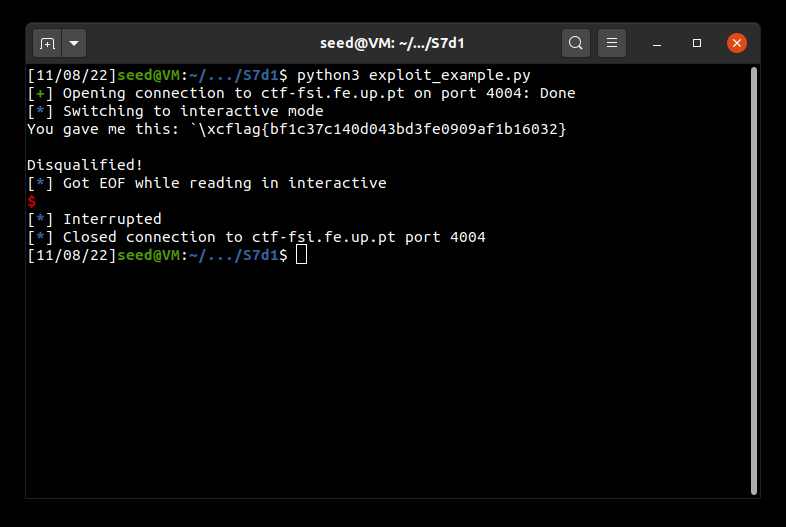 seed@VM: ~/.../S7d1
[11/08/22]seed@VM:~/.../S7d1$ python3 exploit_example.py
[+] Opening connection to ctf-fsi.fe.up.pt on port 4004: Done
[*] Switching to interactive mode
You gave me this: `\xcflag{bf1c37c140d043bd3fe0909af1b16032}
Disqualified!
[*] Got EOF while reading in interactive
$
[*] Interrupted
[*] Closed connection to ctf-fsi.fe.up.pt port 4004
[11/08/22]seed@VM:~/.../S7d1$